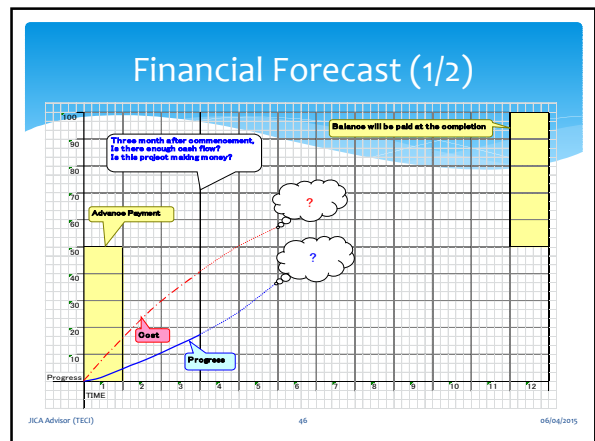 Financial Forecast (1/2)
100
Balance will be paid at the completion
90
Three month after commencement,
Is there enough cash flow?
Is this project making money?
80
70
?
Advance Payment
60
50
?
40
30
20
Cost
10
Progress
Progress
1 2 3 4 5 6 7 8 9 10 11 12
TIME
JICA Advisor (TECI)
46
06/04/2015